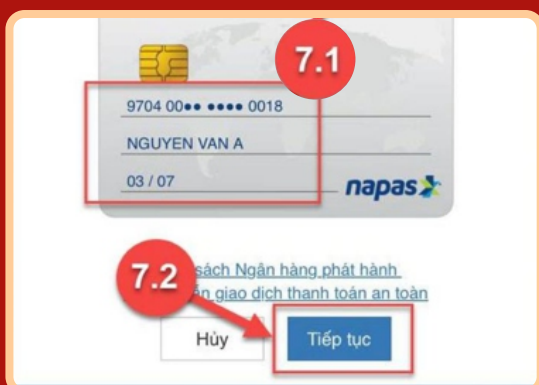 7.1
9704 00•• •••• 0018
NGUYEN VAN A
03 / 07
napas
7.2
sách Ngân hàng phát hành
giao dịch thanh toán an toàn
Hủy
Tiếp tục